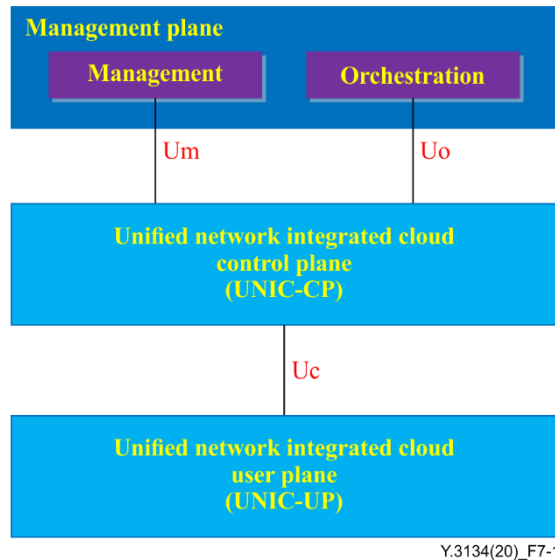 Management plane
Management
Orchestration
Um
Uo
Unified network integrated cloud
control plane
(UNIC-CP)
Uc
Unified network integrated cloud
user plane
(UNIC-UP)
Y.3134(20)_F7-1